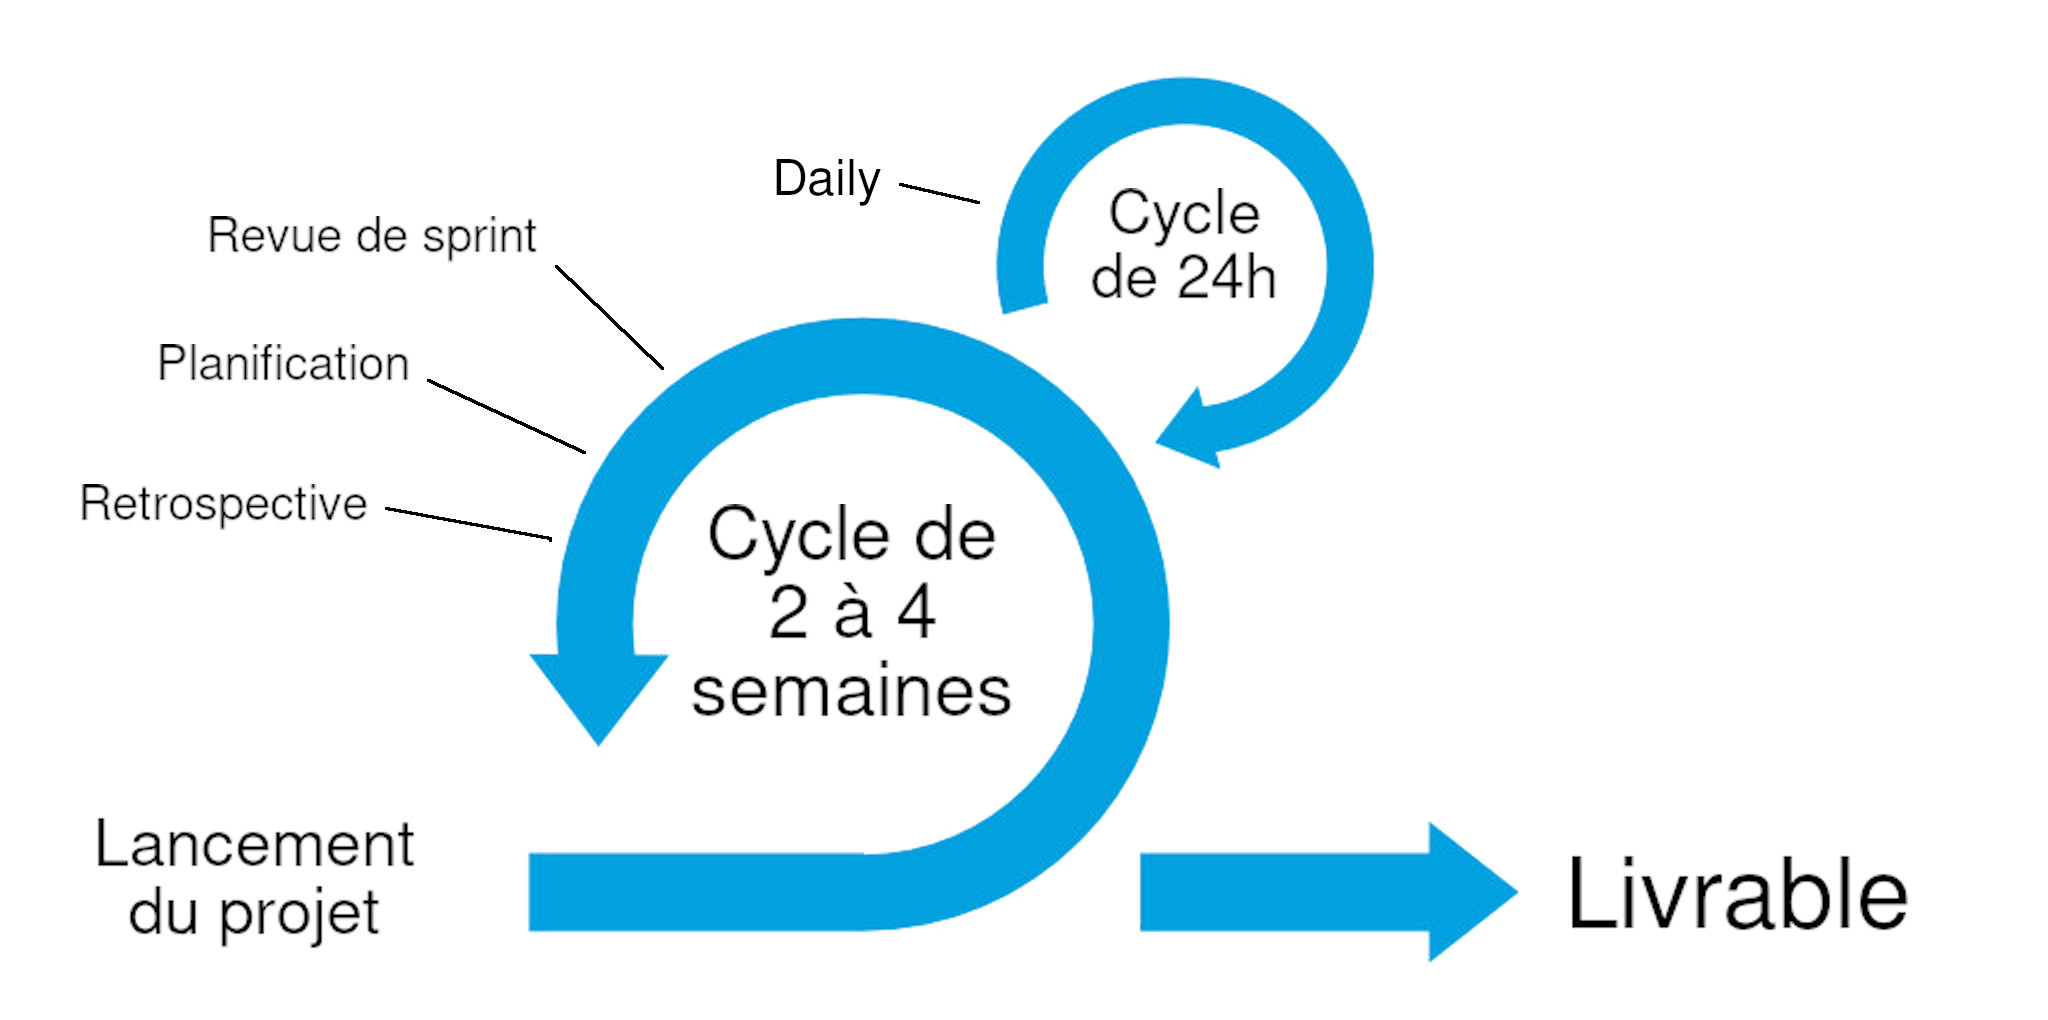 Daily
Cycle
de 24h
Revue de sprint
Planification
Retrospective
Cycle de
2 à 4
semaines
Lancement
du projet
Livrable